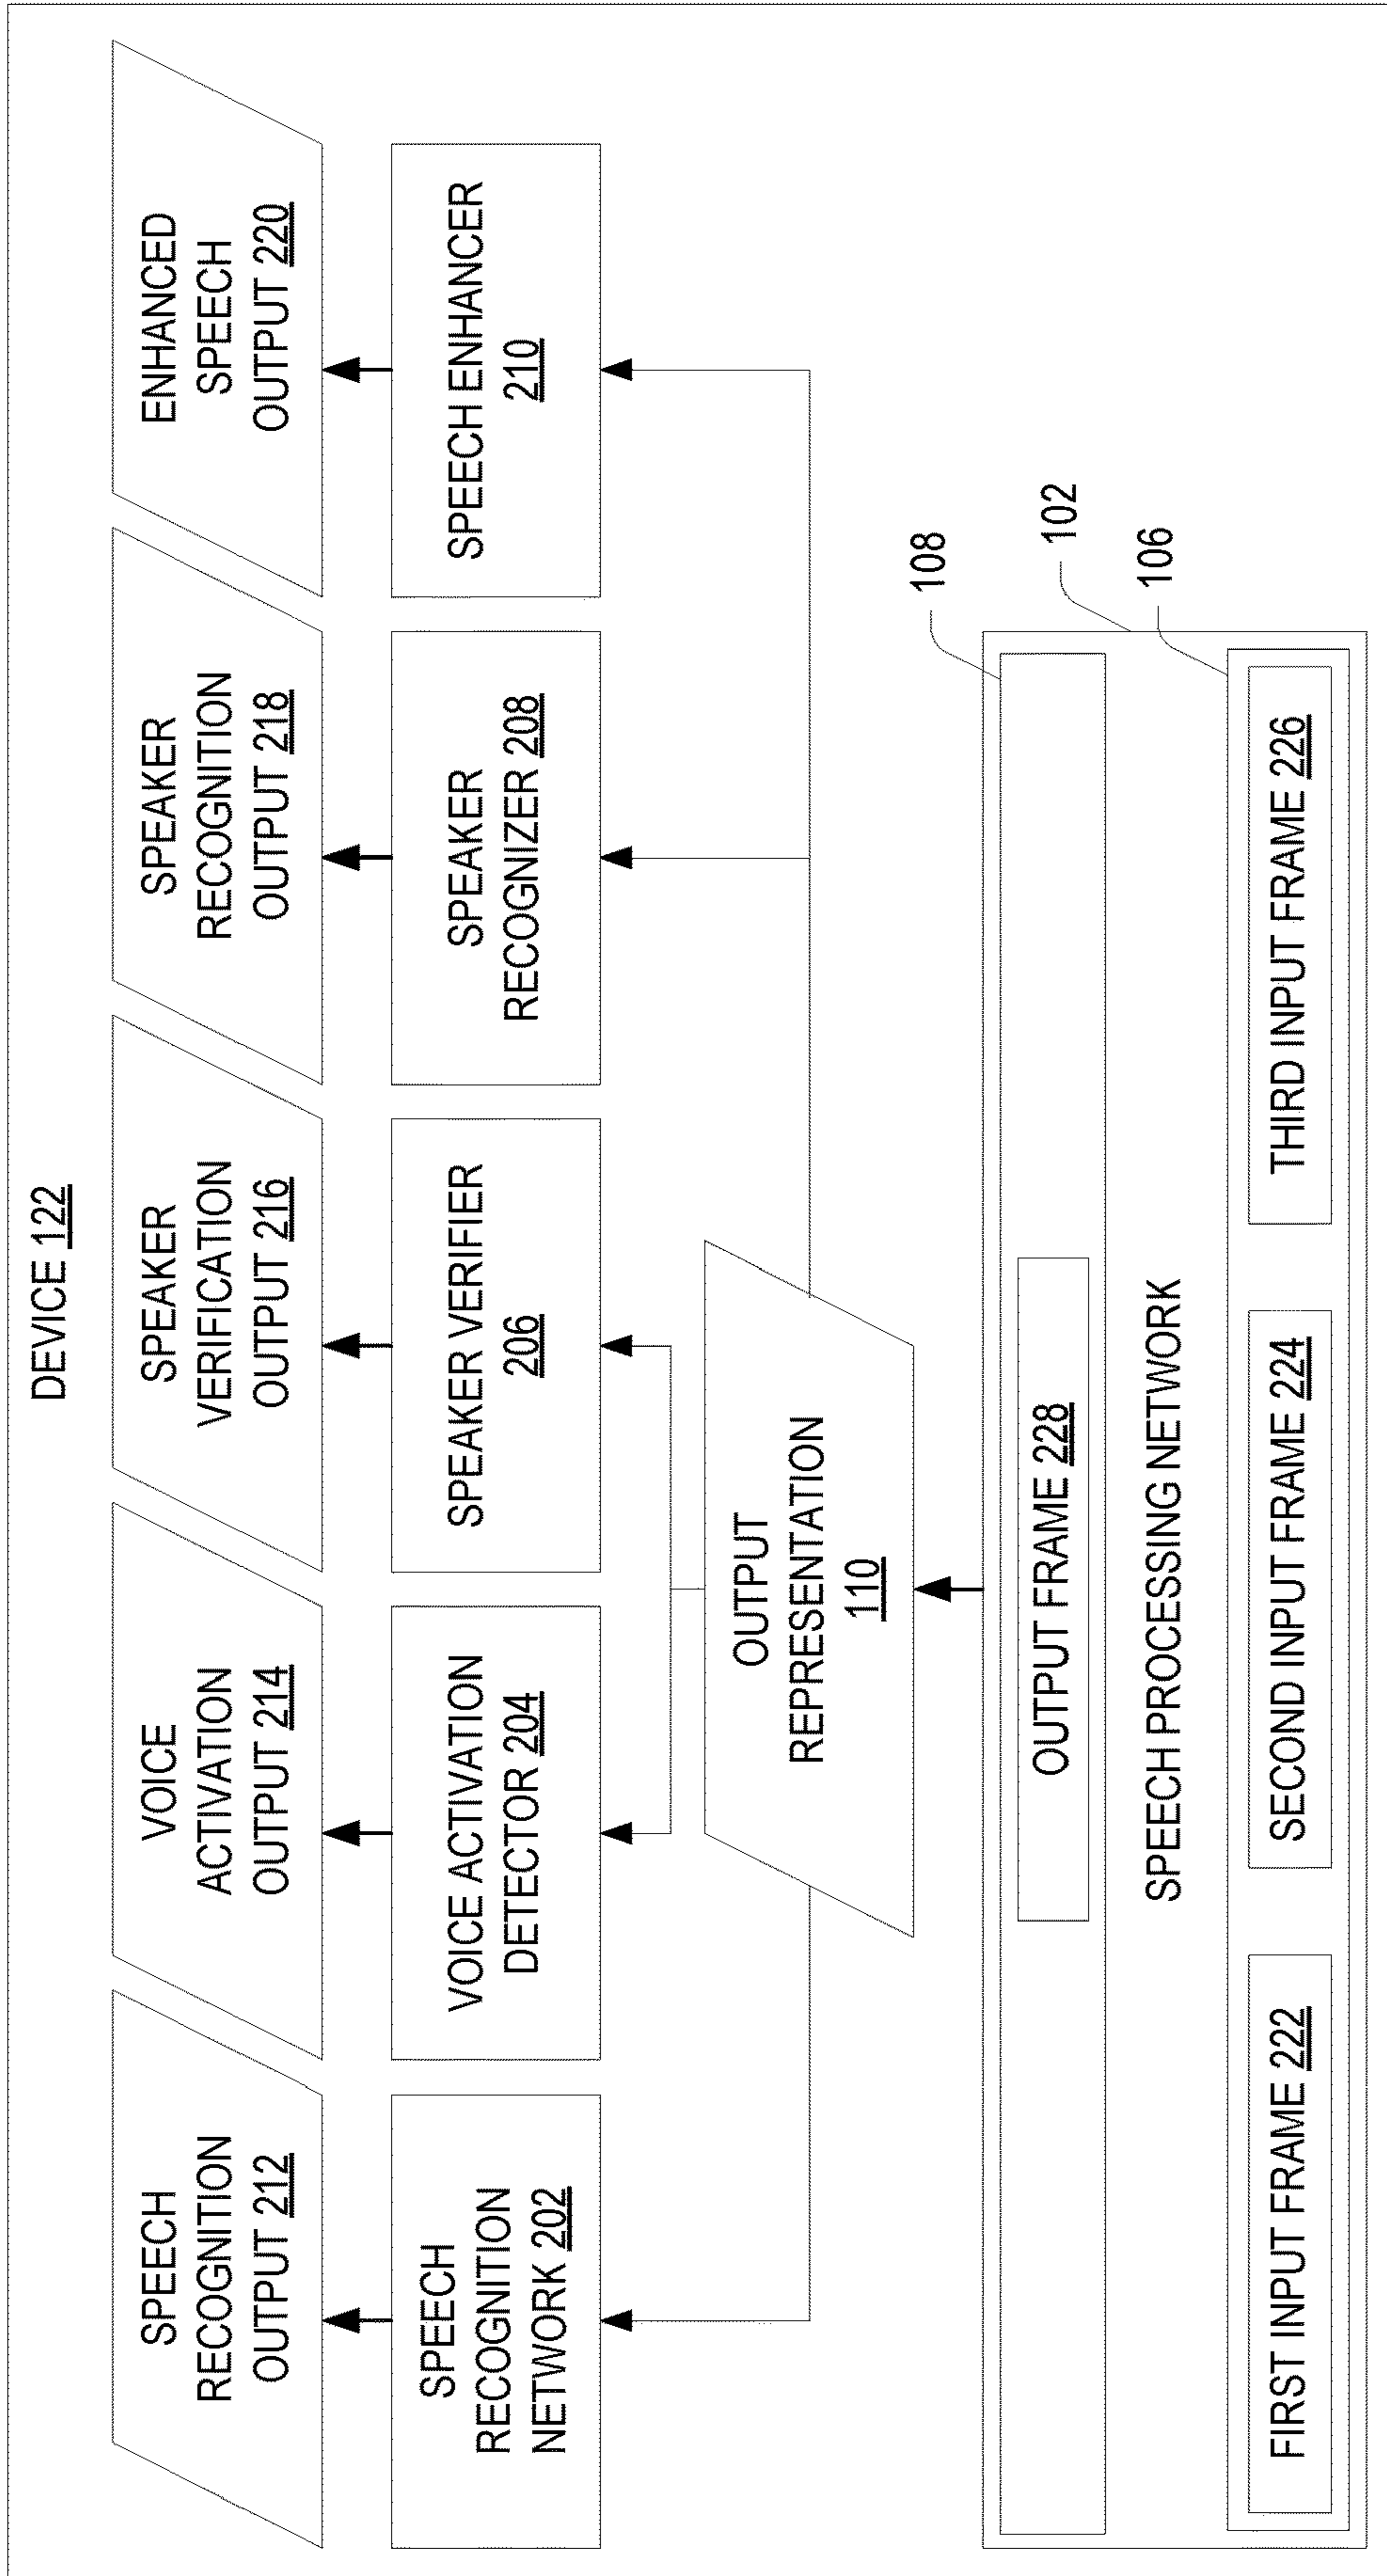 DEVICE 122
SPEECH
RECOGNITION
OUTPUT 212
VOICE
ACTIVATION
OUTPUT 214
SPEAKER
VERIFICATION
OUTPUT 216
SPEAKER
RECOGNITION
OUTPUT 218
ENHANCED
SPEECH
OUTPUT 220
SPEECH
RECOGNITION
NETWORK 202
VOICE ACTIVATION
DETECTOR 204
SPEAKER VERIFIER
206
SPEAKER
RECOGNIZER 208
SPEECH ENHANCER
210
OUTPUT
REPRESENTATION
110
108
OUTPUT FRAME 228
102
SPEECH PROCESSING NETWORK
106
FIRST INPUT FRAME 222
SECOND INPUT FRAME 224
THIRD INPUT FRAME 226